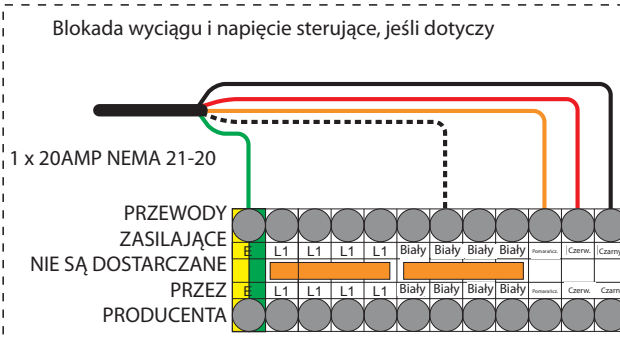 Blokada wyciągu i napięcie sterujące, jeśli dotyczy
1 x 20AMP NEMA 21-20
PRZEWODY
ZASILAJĄCE
NIE SĄ DOSTARCZANE
PRZEZ
PRODUCENTA
E L1 L1 L1 L1 Biały Biały Biały Biały Pomarańcz. Czerw. Czarny
E L1 L1 L1 L1 Biały Biały Biały Biały Pomarańcz. Czerw. Czarn